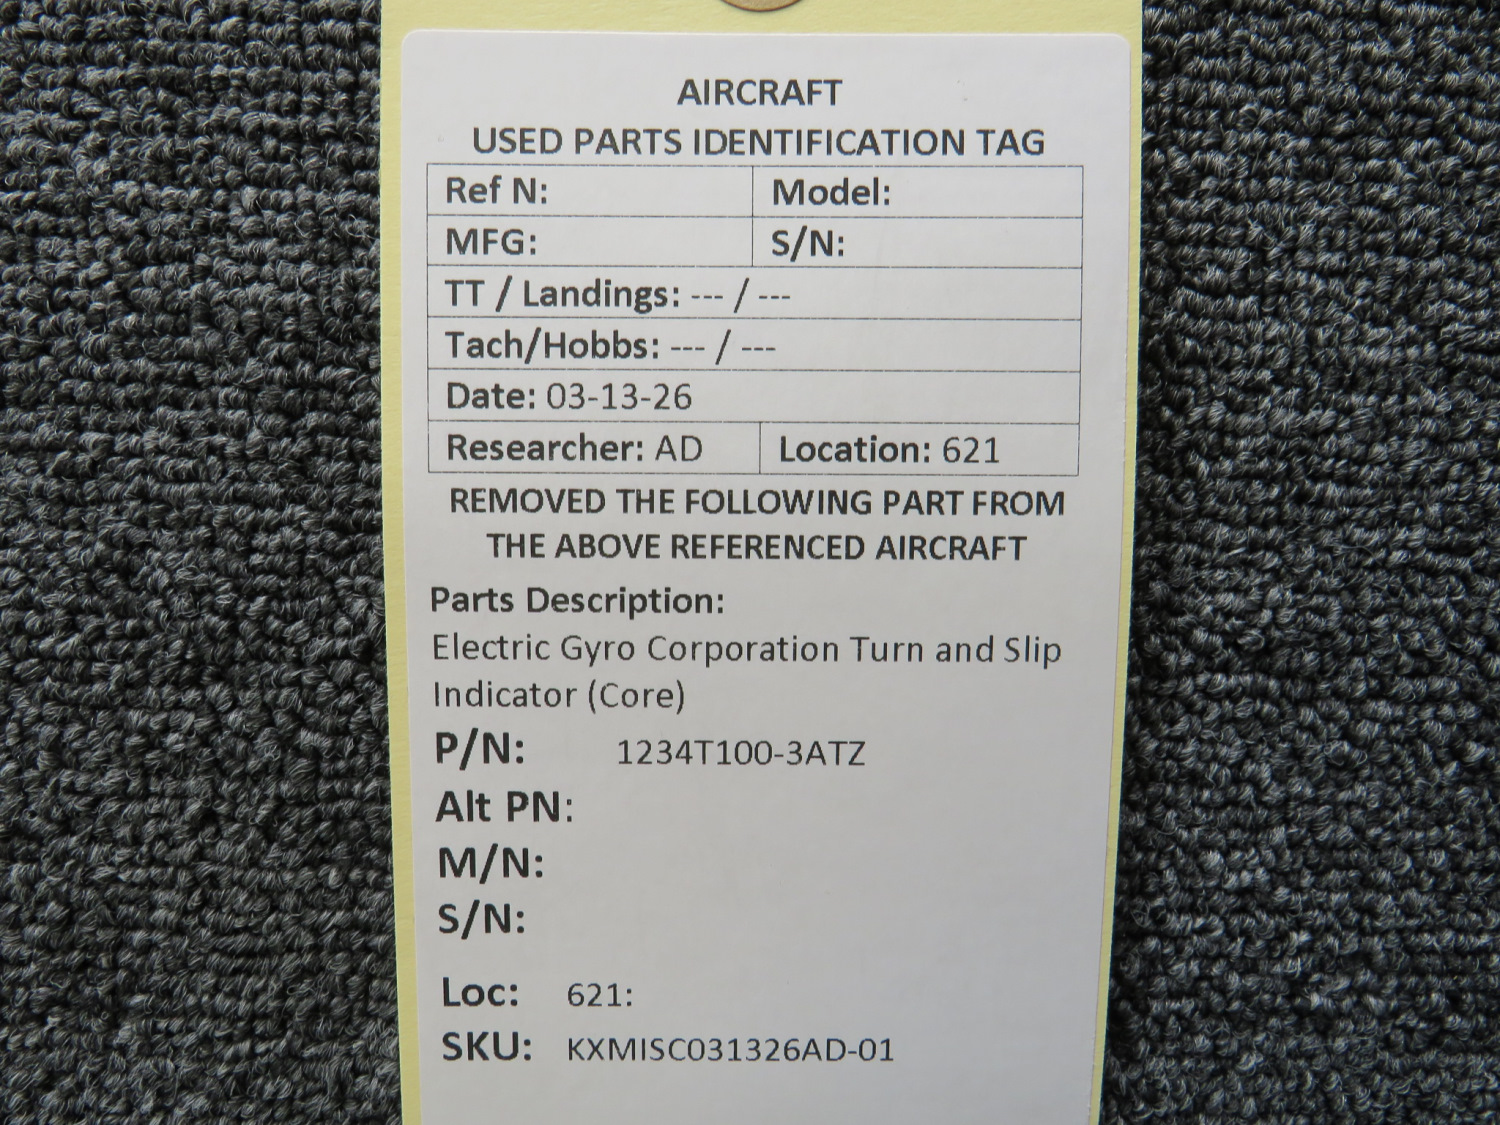 AIRCRAFT
USED PARTS IDENTIFICATION TAG
Ref N: Model:
MFG: S/N:
TT / Landings: --- / ---
Tach/Hobbs: --- / ---
Date: 03-13-26
Researcher: AD Location: 621
REMOVED THE FOLLOWING PART FROM
THE ABOVE REFERENCED AIRCRAFT
Parts Description:
Electric Gyro Corporation Turn and Slip
Indicator (Core)
P/N: 1234T100-3ATZ
Alt PN:
M/N:
S/N:
Loc: 621:
SKU: KXMISC031326AD-01